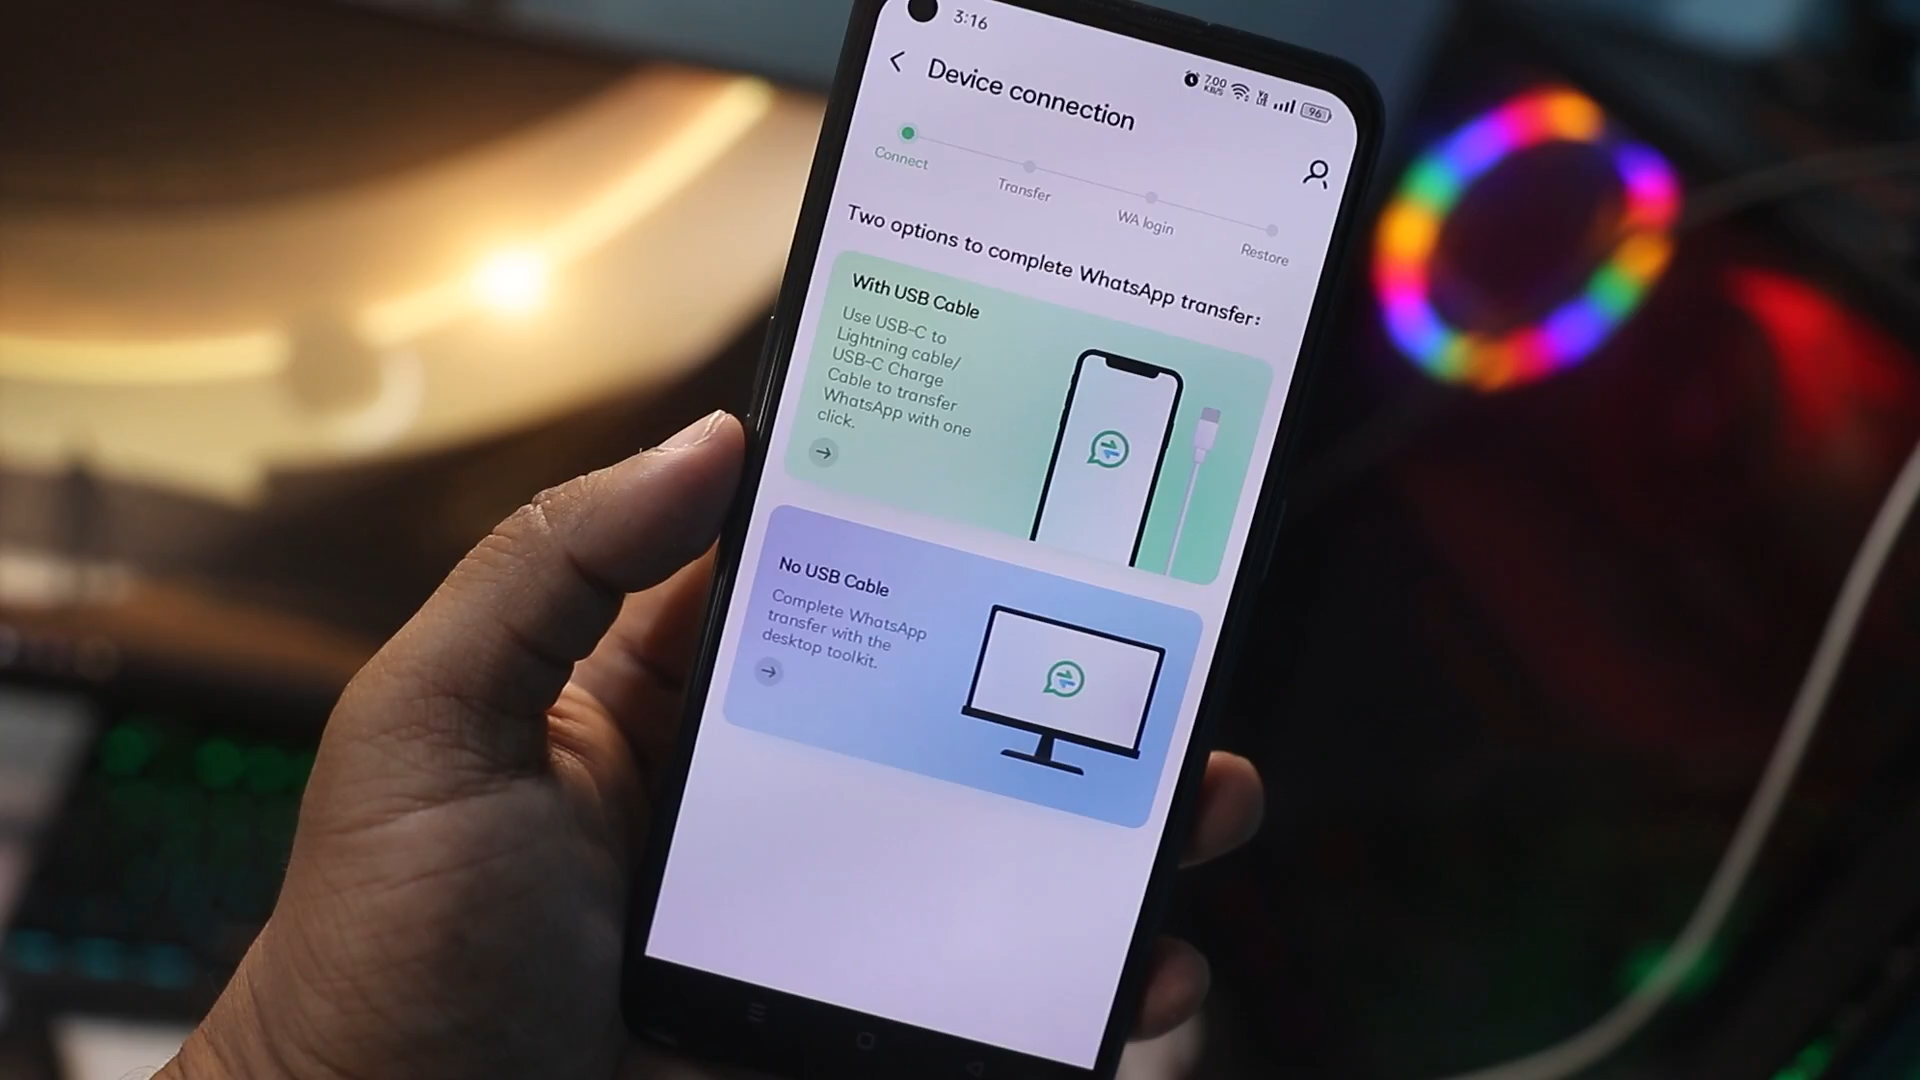 3:16
7.00
KB/S
Vo
LTE
96
Device connection
Connect
Transfer
WA login
Restore
Two options to complete WhatsApp transfer:
With USB Cable
Use USB-C to
Lightning cable/
USB-C Charge
Cable to transfer
WhatsApp with one
click.
No USB Cable
Complete WhatsApp
transfer with the
desktop toolkit.